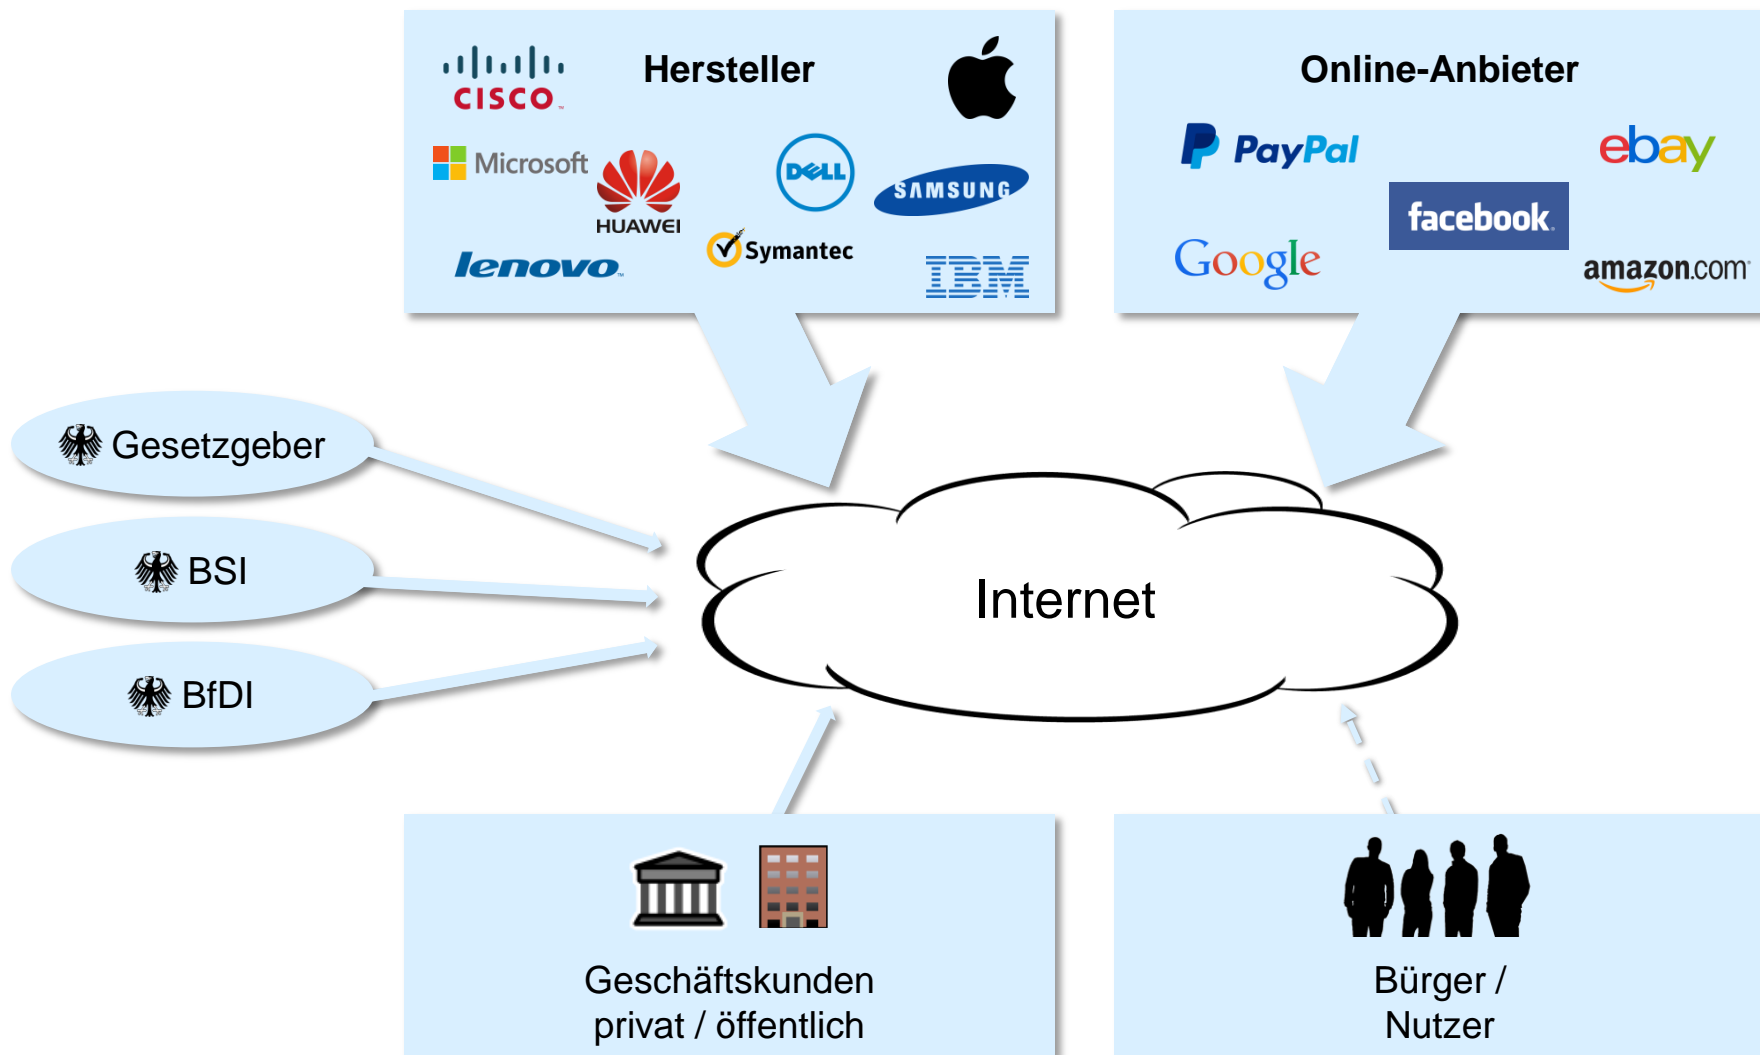 Hersteller
CISCO
Microsoft
HUAWEI
DELL
SAMSUNG
lenovo
Symantec
IBM
Online-Anbieter
PayPal
ebay
facebook
Google
amazon.com
Gesetzgeber
BSI
BfDI
Internet
Geschäftskunden
privat / öffentlich
Bürger /
Nutzer